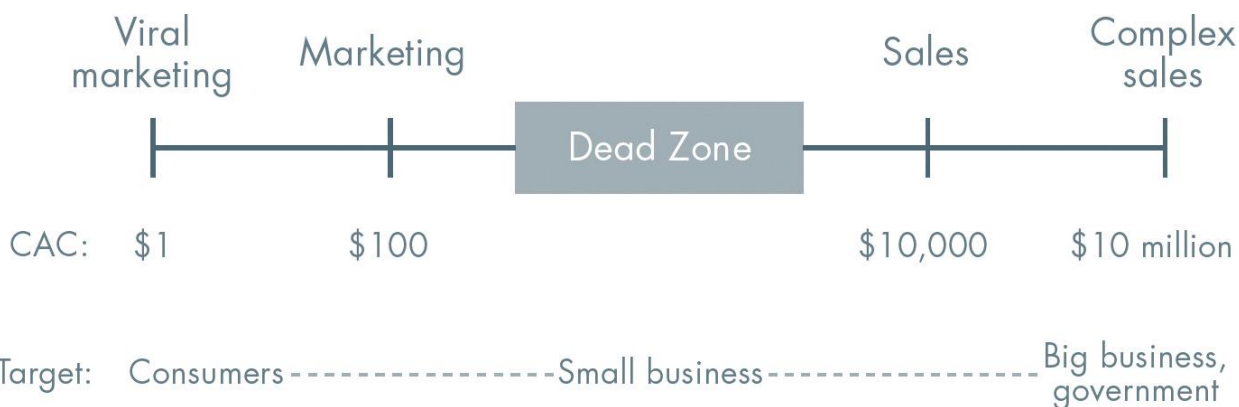 Viral
marketing
Marketing
Sales
Complex
sales
Dead Zone
CAC: $1 $100 $10,000 $10 million
Target: Consumers Small business Big business,
government